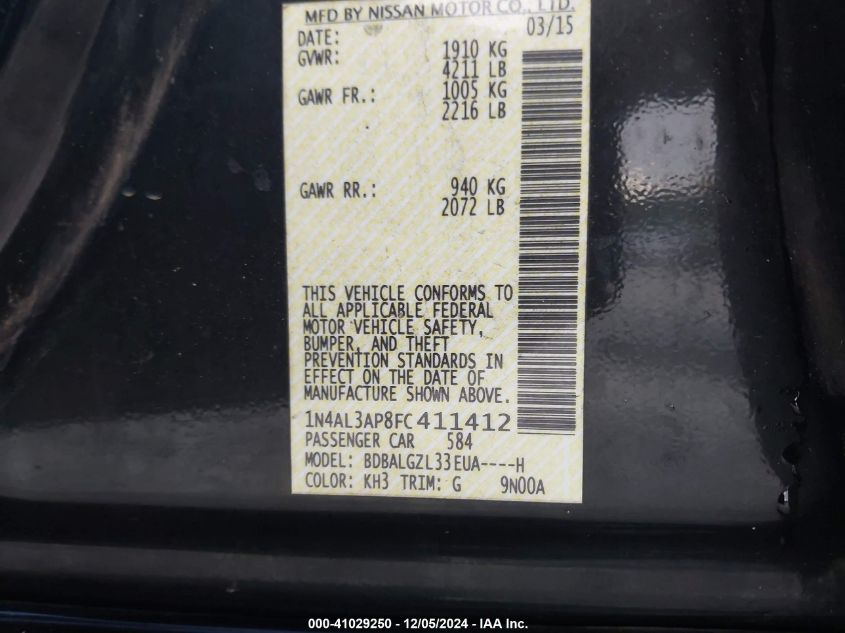 MFD BY NISSAN MOTOR CO., LTD.
DATE: 03/15
GVWR: 1910 KG
4211 LB
GAWR FR.: 1005 KG
2216 LB
GAWR RR.: 940 KG
2072 LB
THIS VEHICLE CONFORMS TO
ALL APPLICABLE FEDERAL
MOTOR VEHICLE SAFETY,
BUMPER, AND THEFT
PREVENTION STANDARDS IN
EFFECT ON THE DATE OF
MANUFACTURE SHOWN ABOVE.
1N4AL3AP8FC411412
PASSENGER CAR 584
MODEL: BDBALGZL33EUA----H
COLOR: KH3 TRIM: G 9N00A
000-41029250 - 12/05/2024 - IAA Inc.